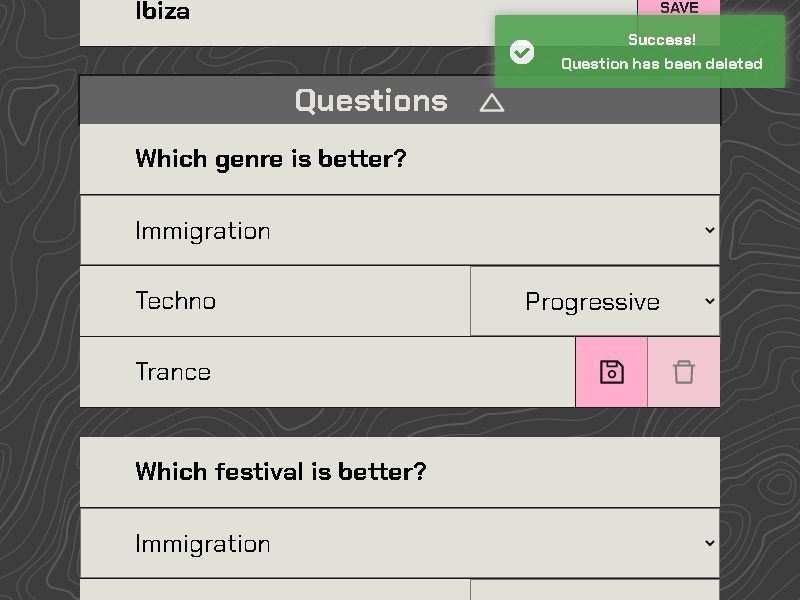 Ibiza
SAVE
Success!
Question has been deleted
Questions
Which genre is better?
Immigration
Techno
Progressive
Trance
Which festival is better?
Immigration